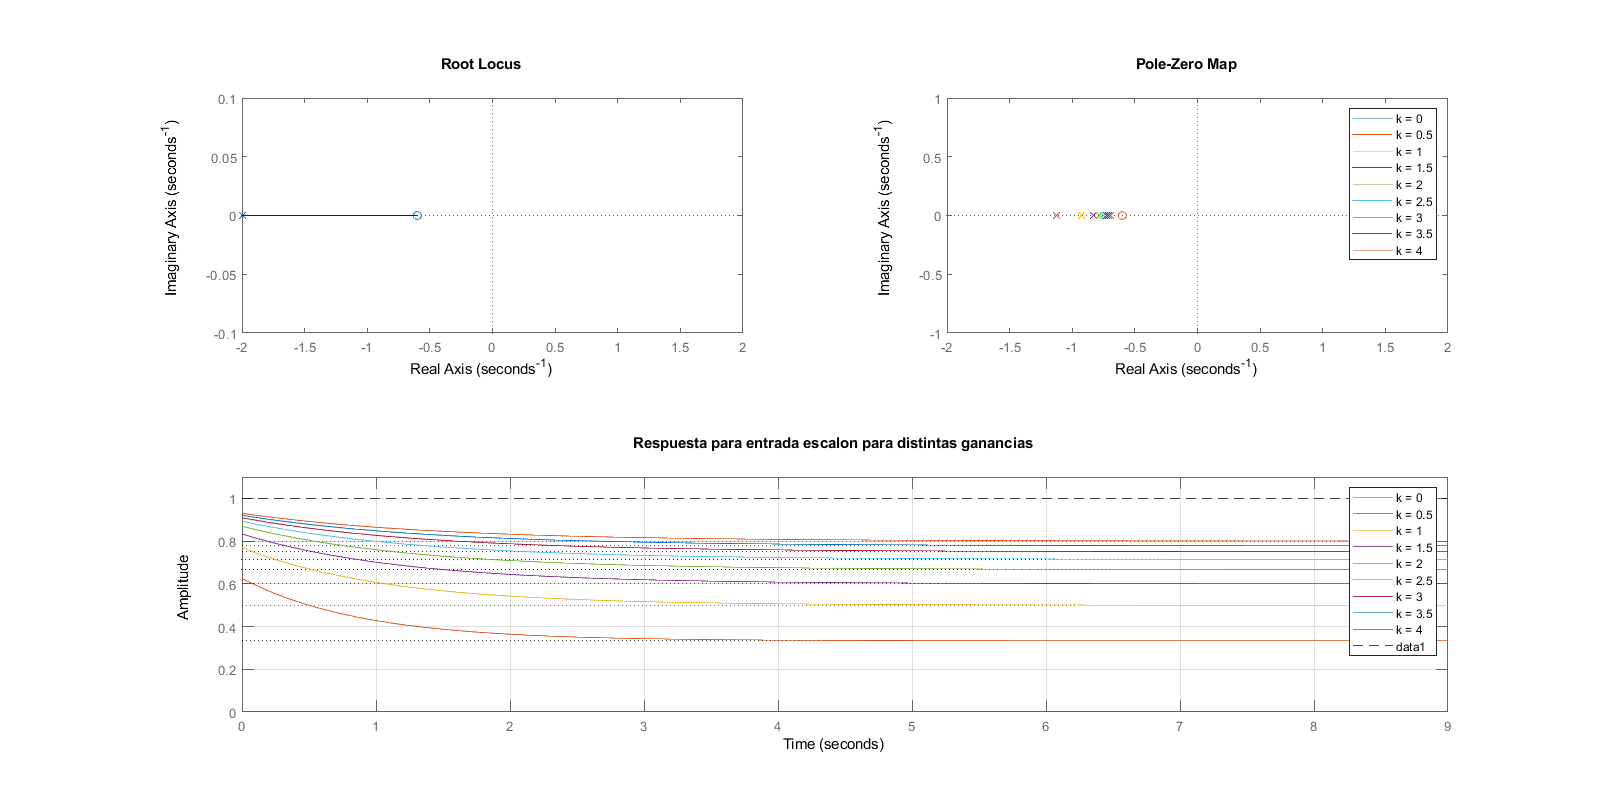 Root Locus
0.1
0.05
0
-0.05
-0.1
-2
-1.5
-1
-0.5
0
0.5
1
1.5
2
Imaginary Axis (seconds⁻¹)
Real Axis (seconds⁻¹)
Pole-Zero Map
1
0.5
0
-0.5
-1
-2
-1.5
-1
-0.5
0
0.5
1
1.5
2
Imaginary Axis (seconds⁻¹)
Real Axis (seconds⁻¹)
k = 0
k = 0.5
k = 1
k = 1.5
k = 2
k = 2.5
k = 3
k = 3.5
k = 4
Respuesta para entrada escalon para distintas ganancias
1
0.8
0.6
0.4
0.2
0
0
1
2
3
4
5
6
7
8
9
Amplitude
Time (seconds)
k = 0
k = 0.5
k = 1
k = 1.5
k = 2
k = 2.5
k = 3
k = 3.5
k = 4
data1